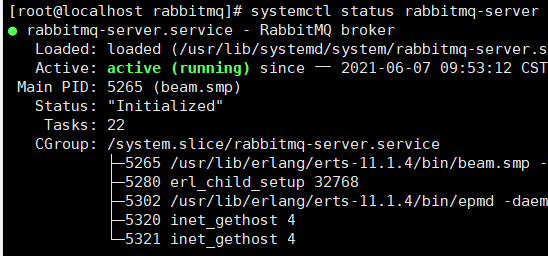 [root@localhost rabbitmq]# systemctl status rabbitmq-server
● rabbitmq-server.service - RabbitMQ broker
Loaded: loaded (/usr/lib/systemd/system/rabbitmq-server.s
Active: active (running) since 一 2021-06-07 09:53:12 CST
Main PID: 5265 (beam.smp)
Status: "Initialized"
Tasks: 22
CGroup: /system.slice/rabbitmq-server.service
├─5265 /usr/lib/erlang/erts-11.1.4/bin/beam.smp -
├─5280 erl_child_setup 32768
├─5302 /usr/lib/erlang/erts-11.1.4/bin/epmd -daem
├─5320 inet_gethost 4
└─5321 inet_gethost 4